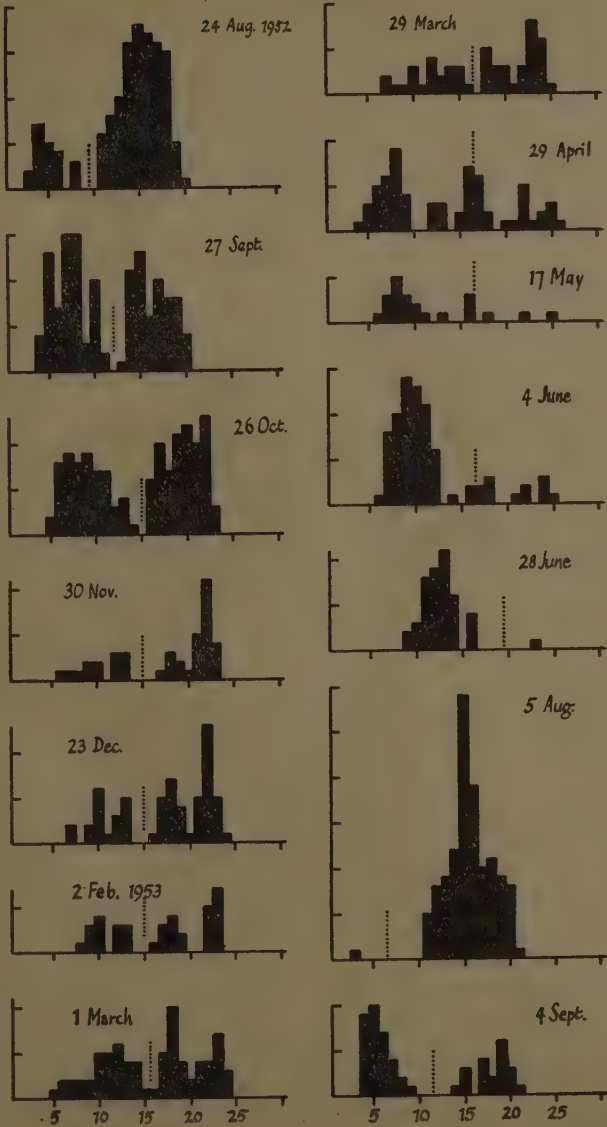 24 Aug. 1952
27 Sept.
26 Oct.
30 Nov.
23 Dec.
2 Feb. 1953
1 March
5 10 15 20 25
29 March
29 April
17 May
4 June
28 June
5 Aug.
4 Sept.
5 10 15 20 25